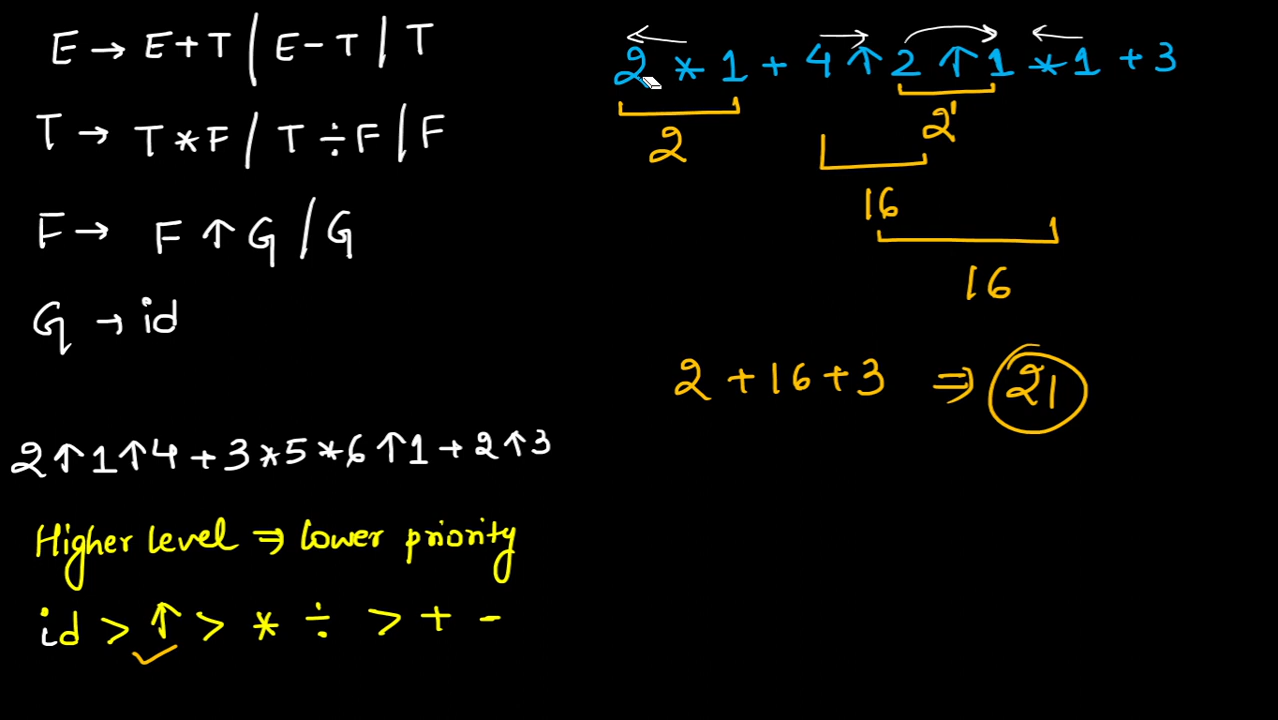 E → E + T | E - T | T
T → T * F / T ÷ F | F
F → F ↑ G / G
G → id
2 ↑ 1 ↑ 4 + 3 * 5 * 6 ↑ 1 + 2 ↑ 3
Higher level ⇒ lower priority
id > ↑ > * ÷ > + -
2 * 1 + 4 ↑ 2 ↑ 1 * 1 + 3
2 2'
16
16
2 + 16 + 3 ⇒ 21